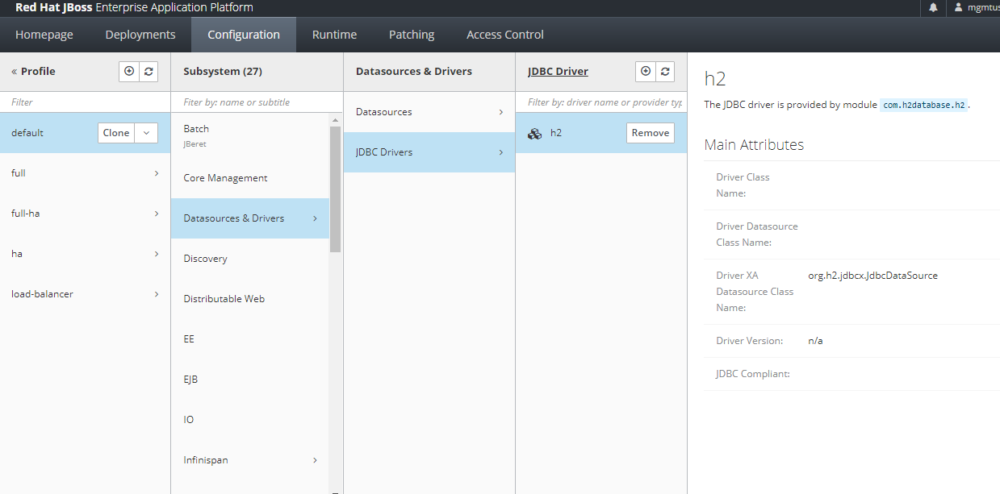 Red Hat JBoss Enterprise Application Platform
mgmtus
Homepage Deployments Configuration Runtime Patching Access Control
« Profile
Filter
default Clone
full
full-ha
ha
load-balancer
Subsystem (27)
Fiter by: name or subtitle
Batch
JBeret
Core Management
Datasources & Drivers
Discovery
Distributable Web
EE
EJB
IO
Infinispan
Datasources & Drivers
Datasources
JDBC Drivers
JDBC Driver
Filter by: driver name or provider typ
h2 Remove
h2
The JDBC driver is provided by module com.h2database.h2.
Main Attributes
Driver Class
Name:
Driver Datasource
Class Name:
Driver XA org.h2.jdbcx.JdbcDataSource
Datasource Class
Name:
Driver Version: n/a
JDBC Compliant: